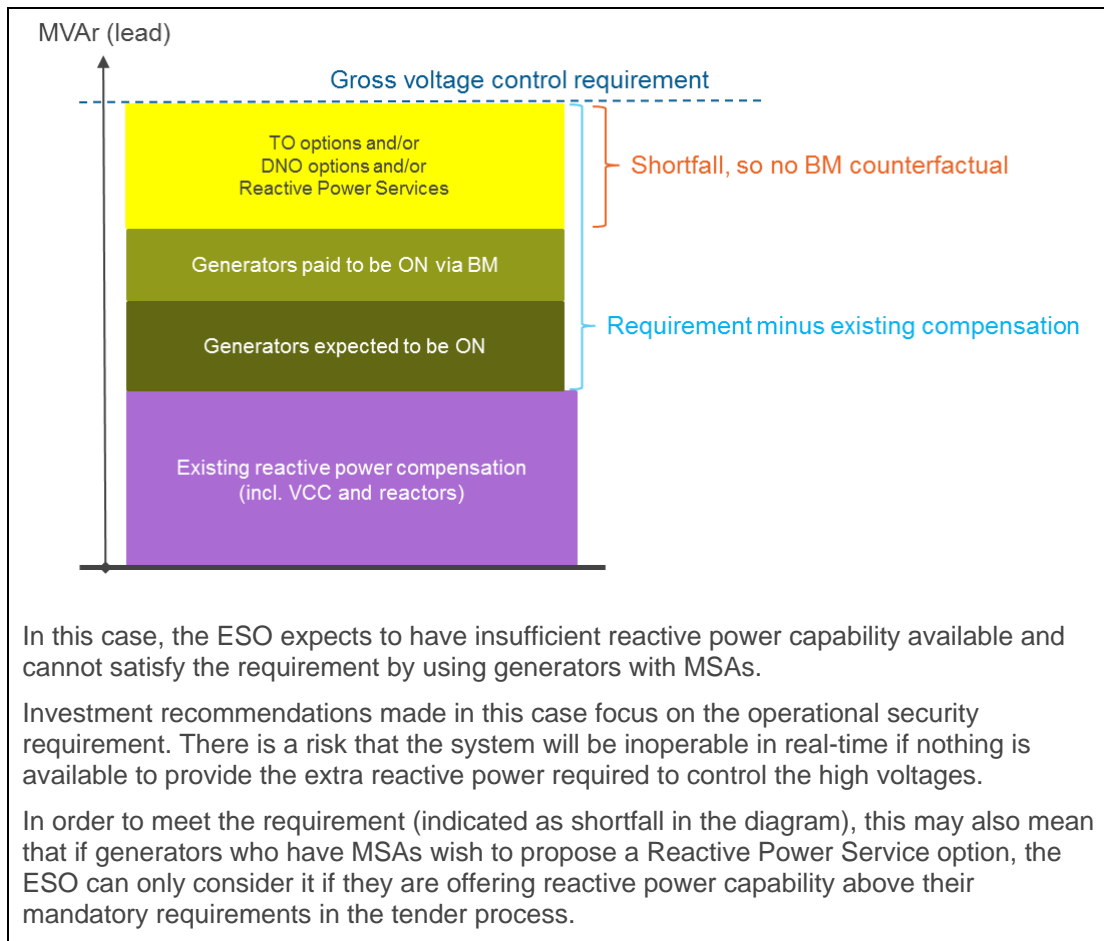 MVAr (lead)
Gross voltage control requirement
TO options and/or
DNO options and/or
Reactive Power Services
Shortfall, so no BM counterfactual
Generators paid to be ON via BM
Requirement minus existing compensation
Generators expected to be ON
Existing reactive power compensation
(incl. VCC and reactors)
In this case, the ESO expects to have insufficient reactive power capability available and
cannot satisfy the requirement by using generators with MSAs.
Investment recommendations made in this case focus on the operational security
requirement. There is a risk that the system will be inoperable in real-time if nothing is
available to provide the extra reactive power required to control the high voltages.
In order to meet the requirement (indicated as shortfall in the diagram), this may also mean
that if generators who have MSAs wish to propose a Reactive Power Service option, the
ESO can only consider it if they are offering reactive power capability above their
mandatory requirements in the tender process.